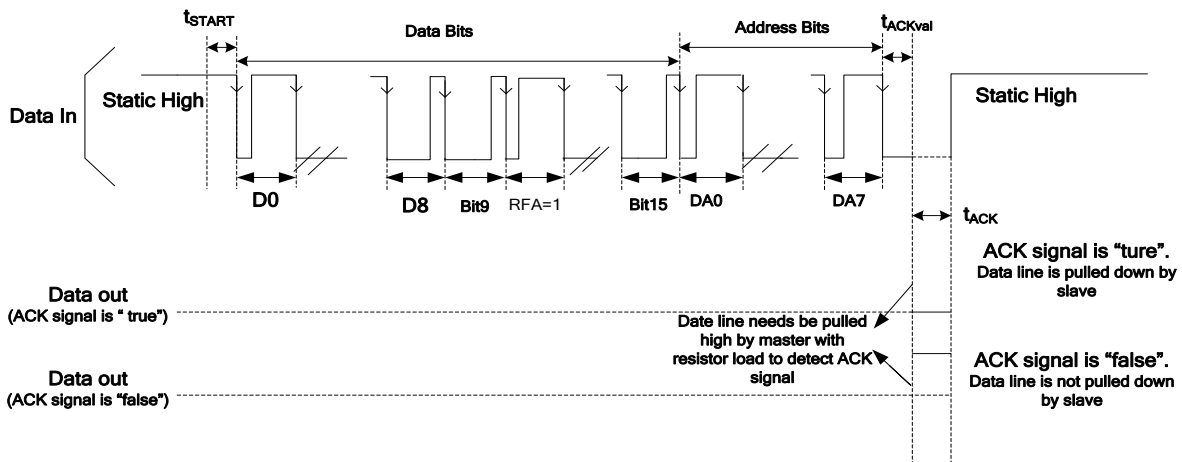 tSTART
Data Bits
Address Bits
tACKval
Data In
Static High
Static High
D0
D8
Bit9
RFA=1
Bit15
DA0
DA7
tACK
ACK signal is “ture”.
Data line is pulled down by
slave
Data out
(ACK signal is “ true”)
Date line needs be pulled
high by master with
resistor load to detect ACK
signal
ACK signal is “false”.
Data line is not pulled down
by slave
Data out
(ACK signal is “false”)